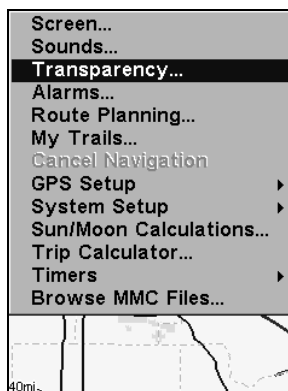 Screen...
Sounds...
Transparency...
Alarms...
Route Planning...
My Trails...
Cancel Navigation
GPS Setup
System Setup
Sun/Moon Calculations...
Trip Calculator...
Timers
Browse MMC Files...
40mi